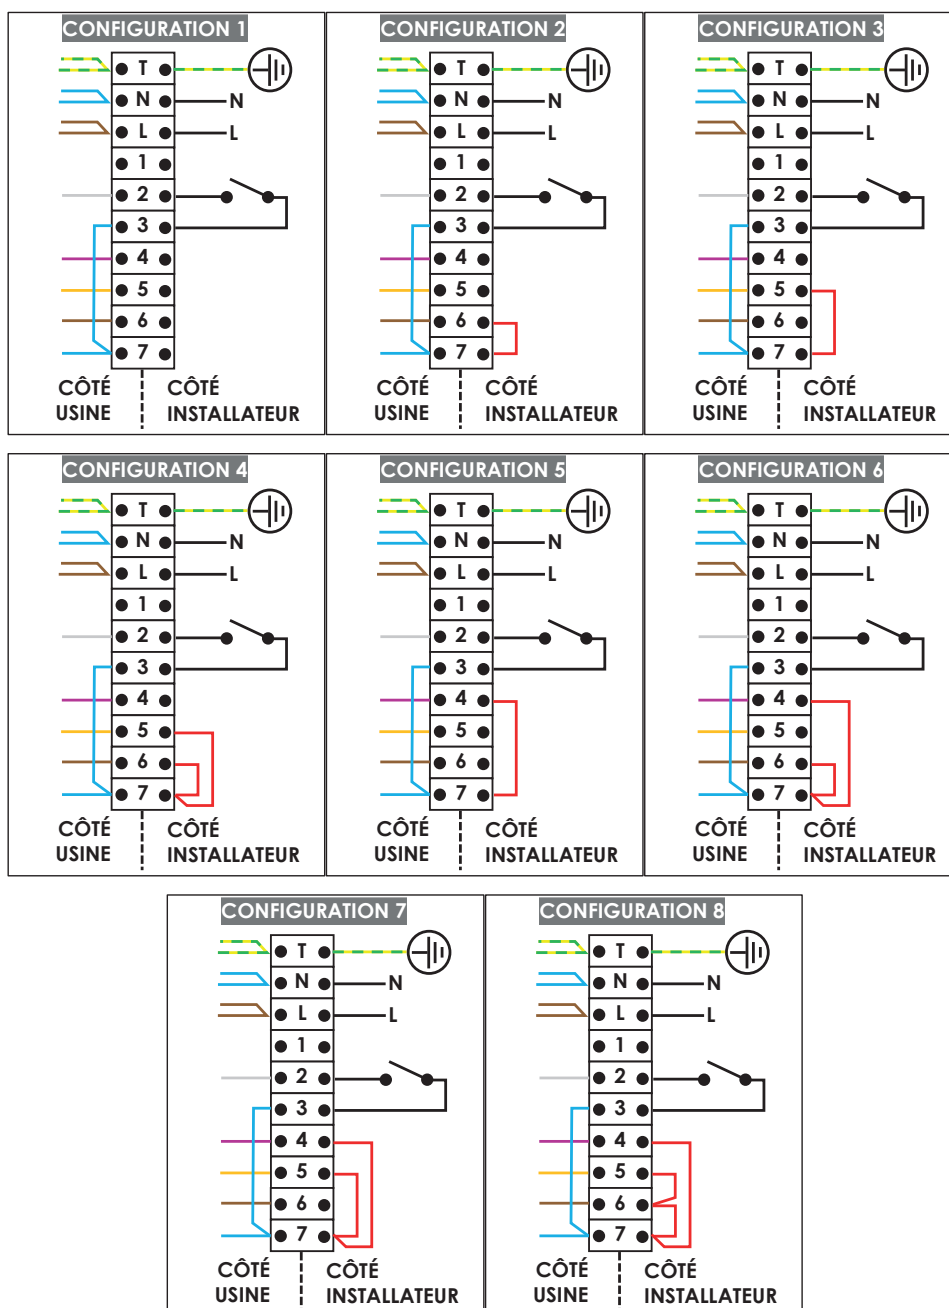 CONFIGURATION 1
T
N N
L L
1
2
3
4
5
6
7
CÔTÉ USINE
CÔTÉ INSTALLATEUR
CONFIGURATION 2
T
N N
L L
1
2
3
4
5
6
7
CÔTÉ USINE
CÔTÉ INSTALLATEUR
CONFIGURATION 3
T
N N
L L
1
2
3
4
5
6
7
CÔTÉ USINE
CÔTÉ INSTALLATEUR
CONFIGURATION 4
T
N N
L L
1
2
3
4
5
6
7
CÔTÉ USINE
CÔTÉ INSTALLATEUR
CONFIGURATION 5
T
N N
L L
1
2
3
4
5
6
7
CÔTÉ USINE
CÔTÉ INSTALLATEUR
CONFIGURATION 6
T
N N
L L
1
2
3
4
5
6
7
CÔTÉ USINE
CÔTÉ INSTALLATEUR
CONFIGURATION 7
T
N N
L L
1
2
3
4
5
6
7
CÔTÉ USINE
CÔTÉ INSTALLATEUR
CONFIGURATION 8
T
N N
L L
1
2
3
4
5
6
7
CÔTÉ USINE
CÔTÉ INSTALLATEUR